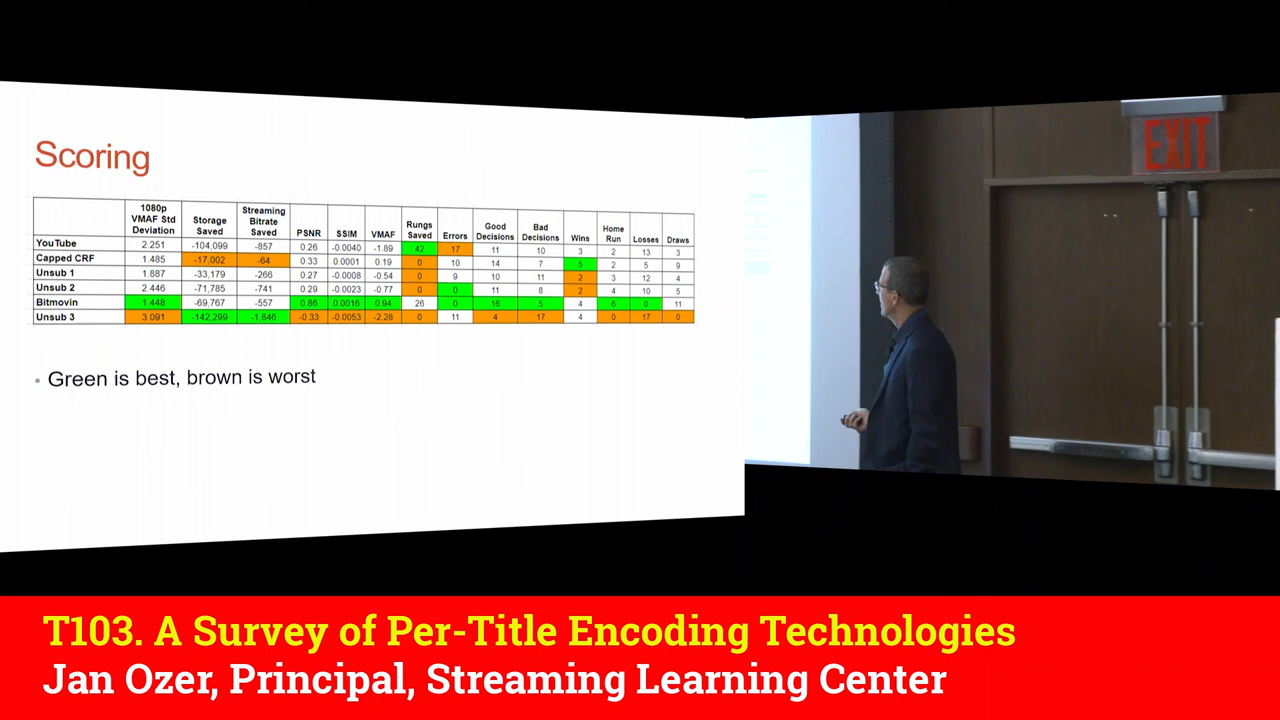 Scoring
1080p VMAF Std Deviation Storage Saved Streaming Bitrate Saved PSNR SSIM VMAF Rungs Saved Errors Good Decisions Bad Decisions Wins Home Run Losses Draws
YouTube 2.251 -104,099 -857 0.26 -0.0040 -1.89 42 17 11 10 3 2 13 3
Capped CRF 1.485 -17,002 -64 0.33 0.0001 0.19 0 10 14 7 5 2 5 9
Unsub 1 1.887 -33,179 -266 0.27 -0.0008 -0.54 0 9 10 11 2 3 12 4
Unsub 2 2.446 -71,785 -741 0.29 -0.0023 -0.77 0 0 11 8 2 4 10 5
Bitmovin 1.448 -69,767 -557 0.86 0.0016 0.94 26 0 16 5 4 6 0 11
Unsub 3 3.091 -142,299 -1,846 -0.33 -0.0053 -2.28 0 11 4 17 4 0 17 0
• Green is best, brown is worst
EXIT
T103. A Survey of Per-Title Encoding Technologies
Jan Ozer, Principal, Streaming Learning Center